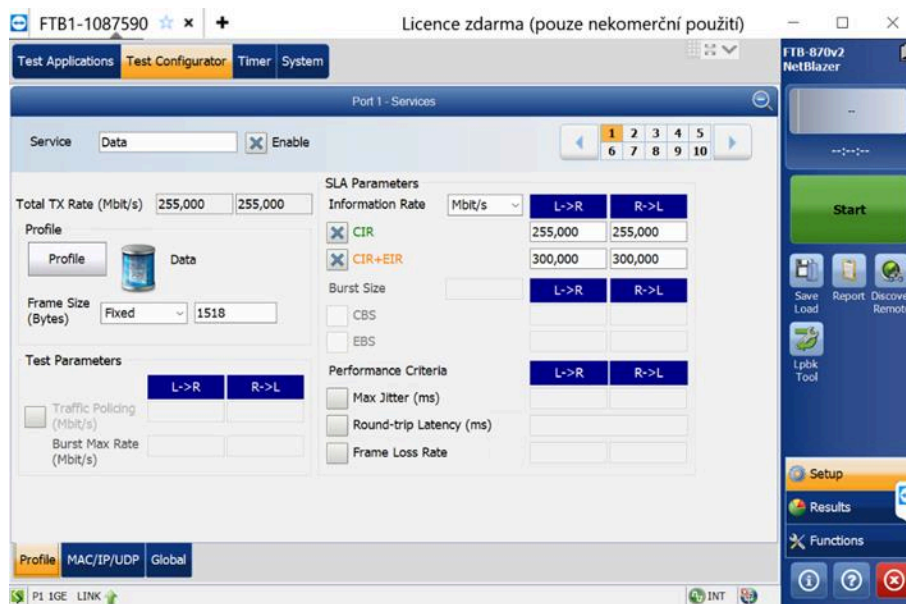 FTB1-1087590
Licence zdarma (pouze nekomerční použití)
Test Applications Test Configurator Timer System
FTB-870v2
NetBlazer
Port 1 - Services
--
--:--:--
Service Data Enable
1 2 3 4 5
6 7 8 9 10
Total TX Rate (Mbit/s) 255,000 255,000
SLA Parameters
Information Rate Mbit/s L->R R->L
CIR 255,000 255,000
CIR+EIR 300,000 300,000
Burst Size L->R R->L
CBS
EBS
Performance Criteria L->R R->L
Max Jitter (ms)
Round-trip Latency (ms)
Frame Loss Rate
Profile
Profile Data
Frame Size
(Bytes) Fixed 1518
Test Parameters
L->R R->L
Traffic Policing
(Mbit/s)
Burst Max Rate
(Mbit/s)
Start
Save
Load
Report
Discove
Remot
Lpbk
Tool
Setup
Results
Functions
Profile MAC/IP/UDP Global
P1 1GE LINK
INT